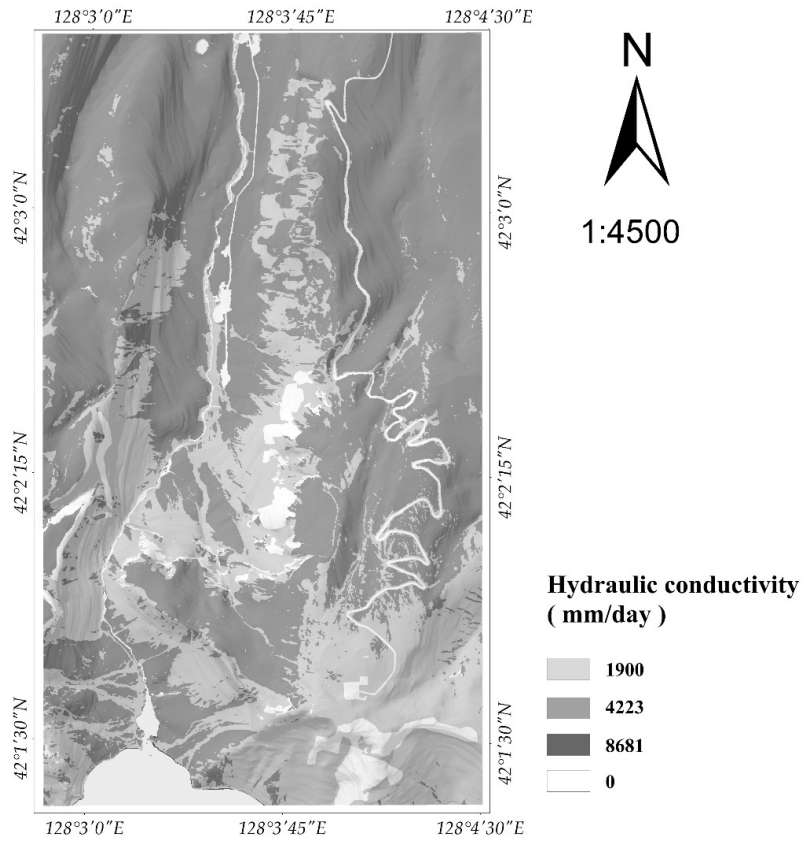 128°3′0″E 128°3′45″E 128°4′30″E
N
1:4500
42°3′0″N 42°3′0″N
42°2′15″N 42°2′15″N
42°1′30″N 42°1′30″N
Hydraulic conductivity
( mm/day )
1900
4223
8681
0
128°3′0″E 128°3′45″E 128°4′30″E